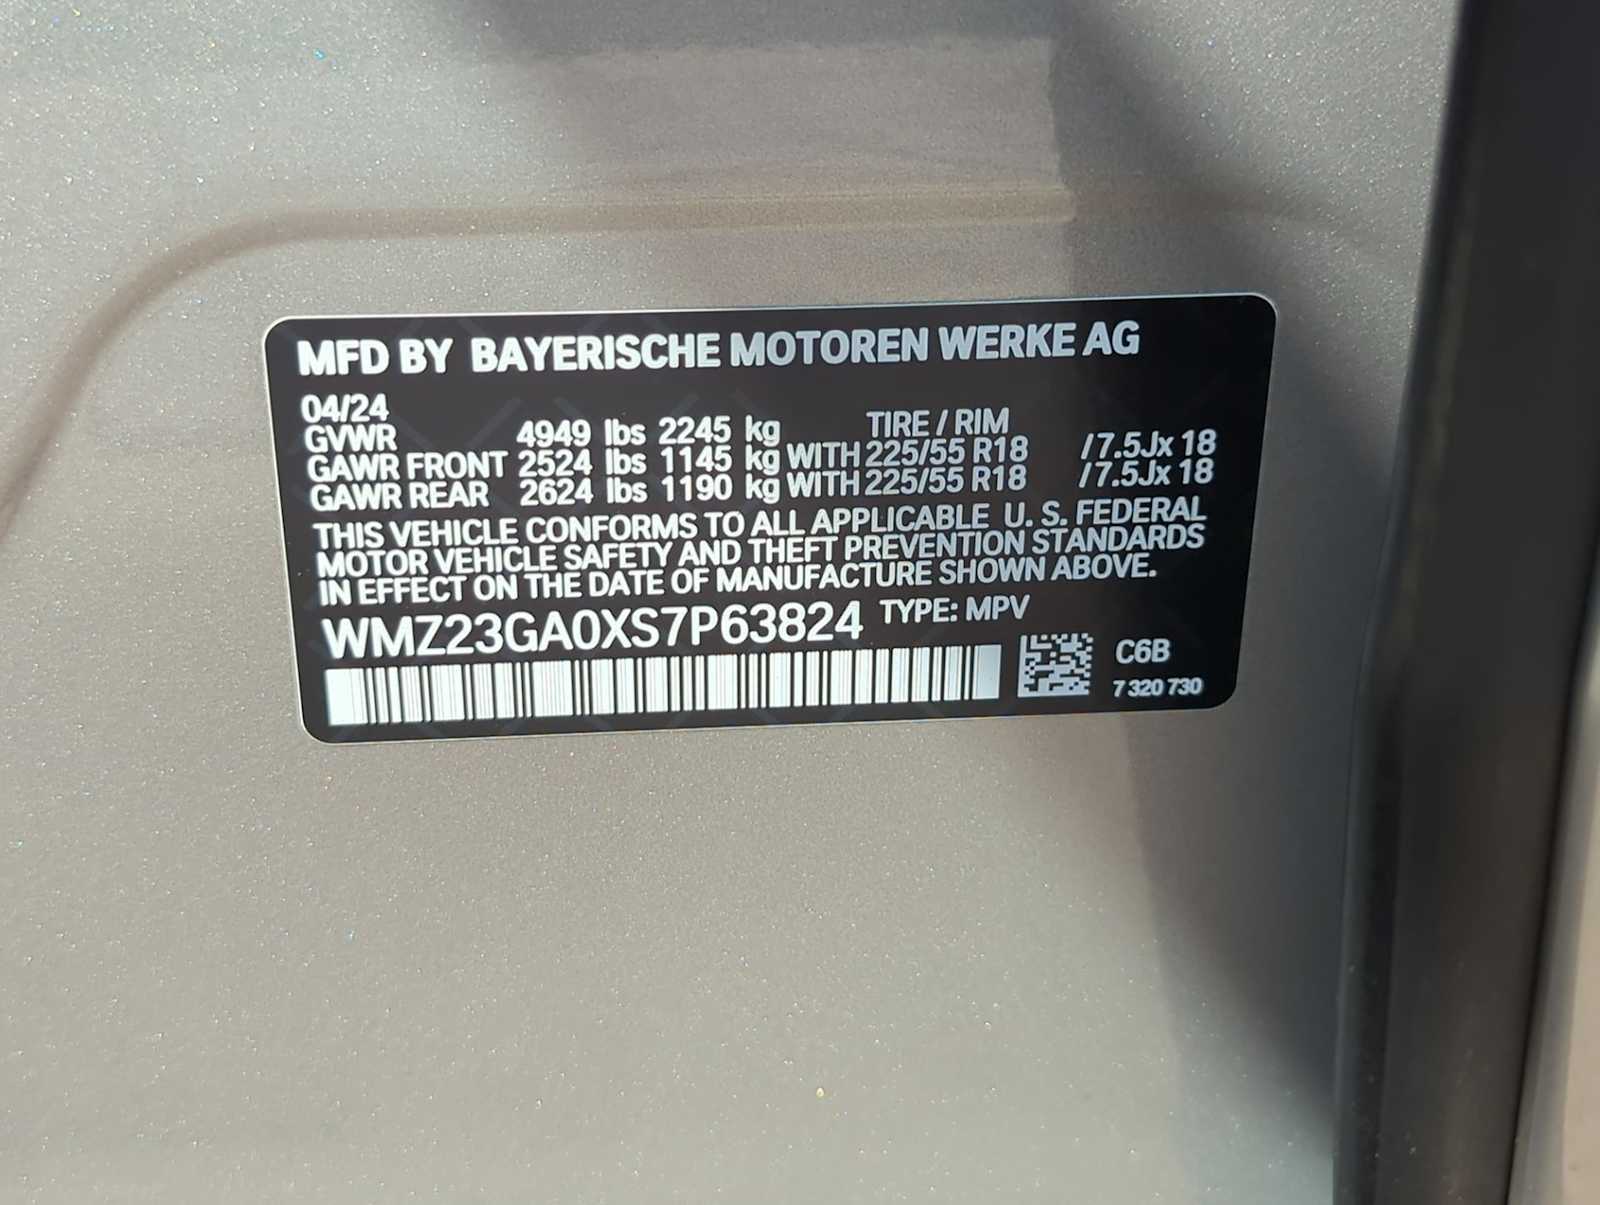 MFD BY BAYERISCHE MOTOREN WERKE AG
04/24 TIRE / RIM
GVWR 4949 lbs 2245 kg
GAWR FRONT 2524 lbs 1145 kg WITH 225/55 R18 /7.5Jx 18
GAWR REAR 2624 lbs 1190 kg WITH 225/55 R18 /7.5Jx 18
THIS VEHICLE CONFORMS TO ALL APPLICABLE U. S. FEDERAL
MOTOR VEHICLE SAFETY AND THEFT PREVENTION STANDARDS
IN EFFECT ON THE DATE OF MANUFACTURE SHOWN ABOVE.
WMZ23GA0XS7P63824 TYPE: MPV
C6B
7 320 730